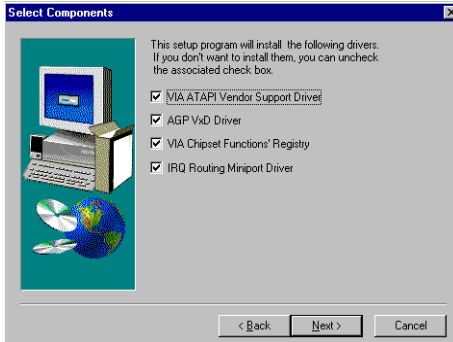 Select Components
This setup program will install the following drivers.
If you don't want to install them, you can uncheck
the associated check box.
VIA ATAPI Vendor Support Driver
AGP VxD Driver
VIA Chipset Functions' Registry
IRQ Routing Miniport Driver
< Back
Next >
Cancel